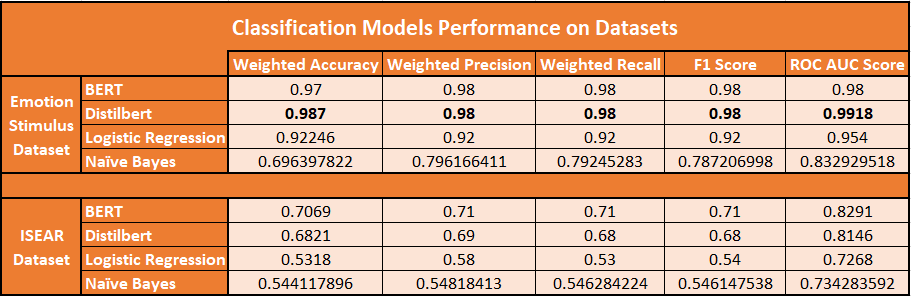 Classification Models Performance on Datasets
Weighted Accuracy Weighted Precision Weighted Recall F1 Score ROC AUC Score
Emotion Stimulus Dataset
BERT 0.97 0.98 0.98 0.98 0.98
Distilbert 0.987 0.98 0.98 0.98 0.9918
Logistic Regression 0.92246 0.92 0.92 0.92 0.954
Naïve Bayes 0.696397822 0.796166411 0.79245283 0.787206998 0.832929518
ISEAR Dataset
BERT 0.7069 0.71 0.71 0.71 0.8291
Distilbert 0.6821 0.69 0.68 0.68 0.8146
Logistic Regression 0.5318 0.58 0.53 0.54 0.7268
Naïve Bayes 0.544117896 0.54818413 0.546284224 0.546147538 0.734283592